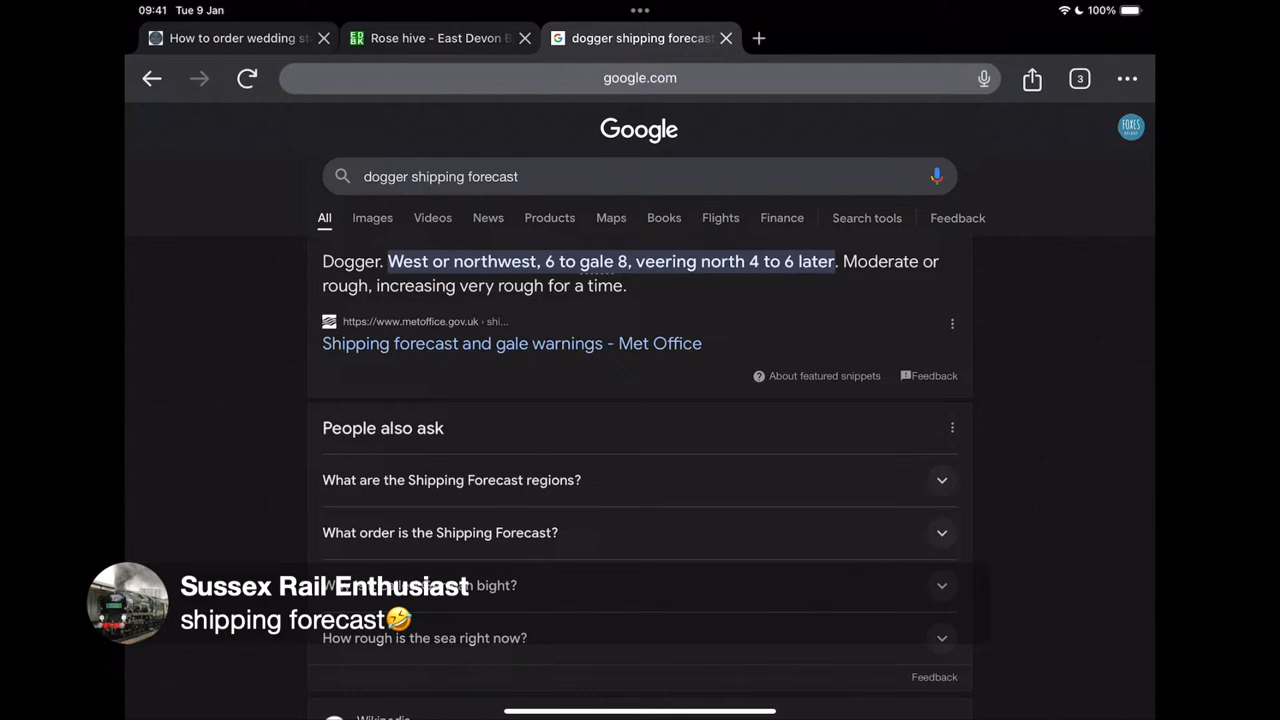 09:41 Tue 9 Jan
100%
How to order wedding st
Rose hive - East Devon B
dogger shipping forecas
google.com
3
Google
FOXES
dogger shipping forecast
All Images Videos News Products Maps Books Flights Finance Search tools Feedback
Dogger. West or northwest, 6 to gale 8, veering north 4 to 6 later. Moderate or
rough, increasing very rough for a time.
https://www.metoffice.gov.uk › shi...
Shipping forecast and gale warnings - Met Office
About featured snippets Feedback
People also ask
What are the Shipping Forecast regions?
What order is the Shipping Forecast?
bight?
Sussex Rail Enthusiast
shipping forecast🤣
How rough is the sea right now?
Feedback
Wikipedia